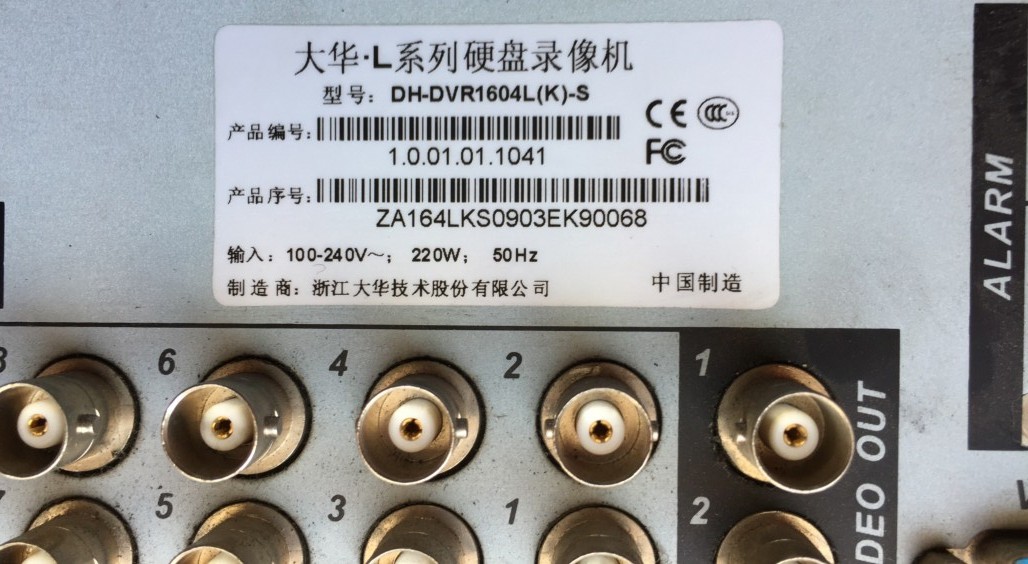 大华·L系列硬盘录像机
型号：DH-DVR1604L(K)-S
产品编号：
1.0.01.01.1041
CE CCC
FC
产品序号：
ZA164LKS0903EK90068
输入：100-240V～； 220W； 50Hz
制造商：浙江大华技术股份有限公司
中国制造
ALARM
8 6 4 2 1
7 5 3 1 2
DEO OUT